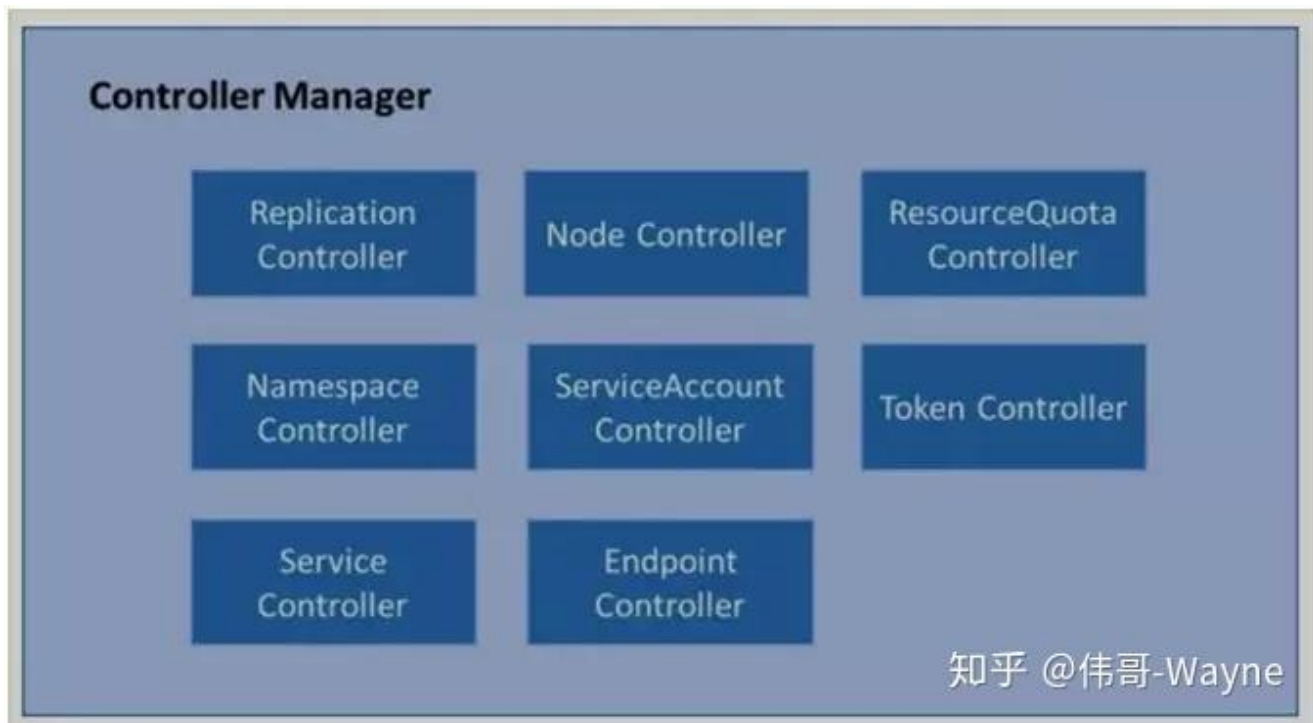 Controller Manager
Replication
Controller
Node Controller
ResourceQuota
Controller
Namespace
Controller
ServiceAccount
Controller
Token Controller
Service
Controller
Endpoint
Controller
知乎 @伟哥-Wayne